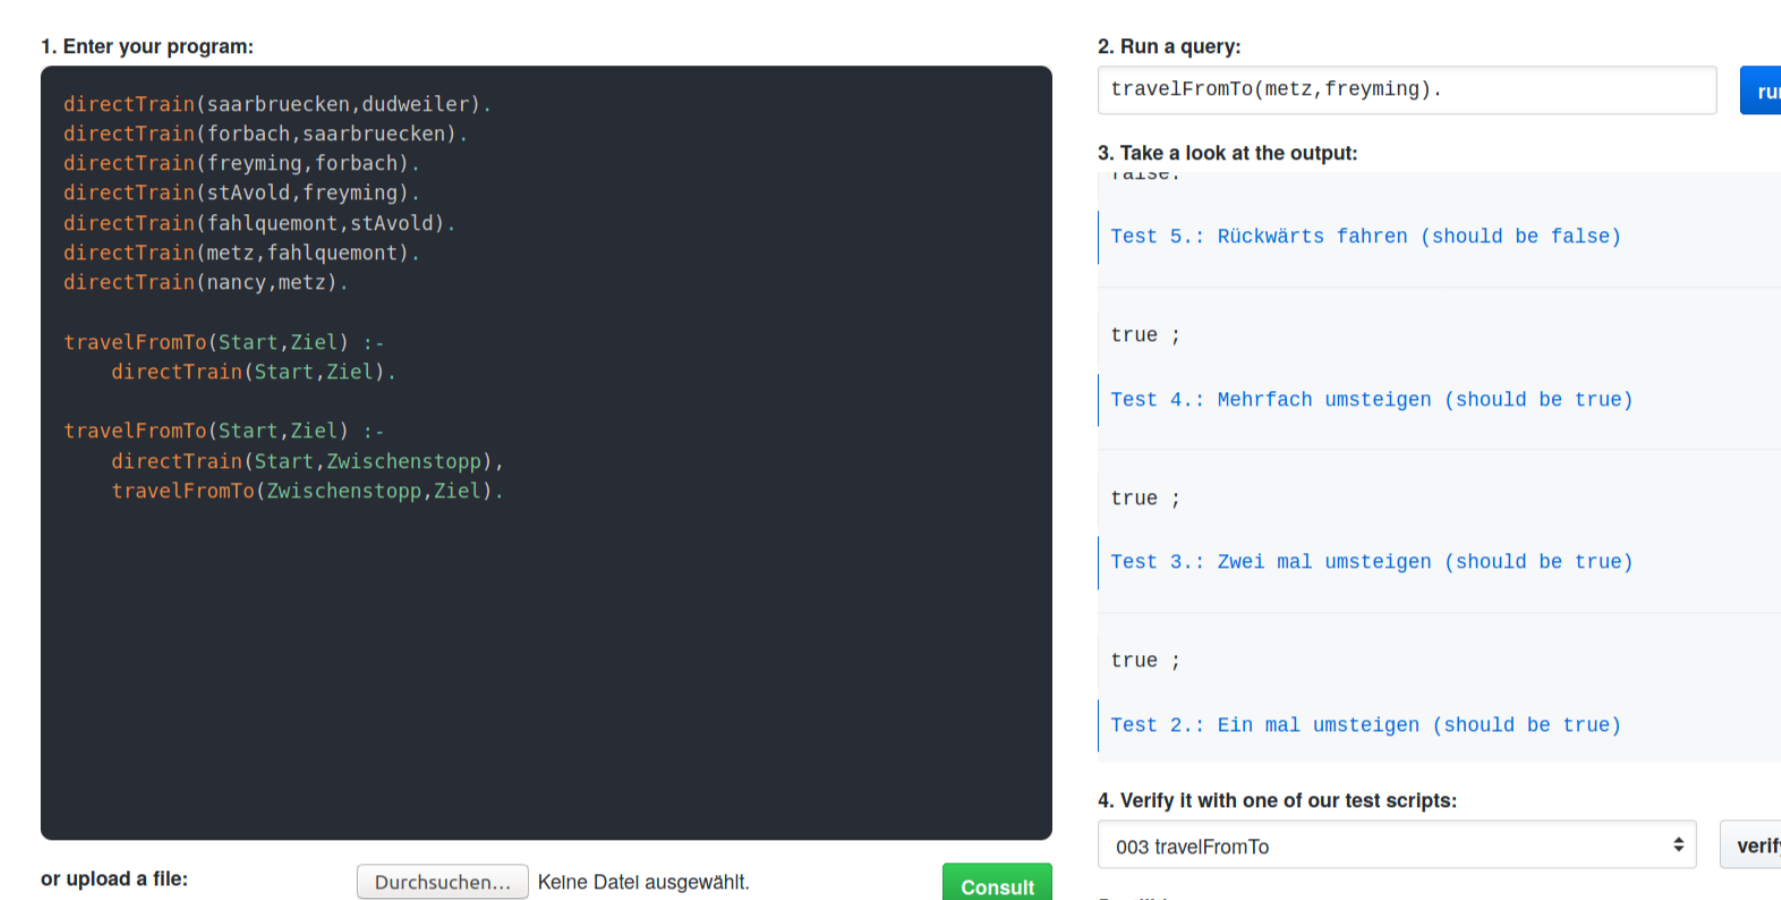 1. Enter your program:
directTrain(saarbruecken,dudweiler).
directTrain(forbach,saarbruecken).
directTrain(freyming,forbach).
directTrain(stAvold,freyming).
directTrain(fahlquemont,stAvold).
directTrain(metz,fahlquemont).
directTrain(nancy,metz).
travelFromTo(Start,Ziel) :-
directTrain(Start,Ziel).
travelFromTo(Start,Ziel) :-
directTrain(Start,Zwischenstopp),
travelFromTo(Zwischenstopp,Ziel).
or upload a file:
Durchsuchen... Keine Datei ausgewählt.
Consult
2. Run a query:
travelFromTo(metz,freyming).
3. Take a look at the output:
false.
Test 5.: Rückwärts fahren (should be false)
true ;
Test 4.: Mehrfach umsteigen (should be true)
true ;
Test 3.: Zwei mal umsteigen (should be true)
true ;
Test 2.: Ein mal umsteigen (should be true)
4. Verify it with one of our test scripts:
003 travelFromTo